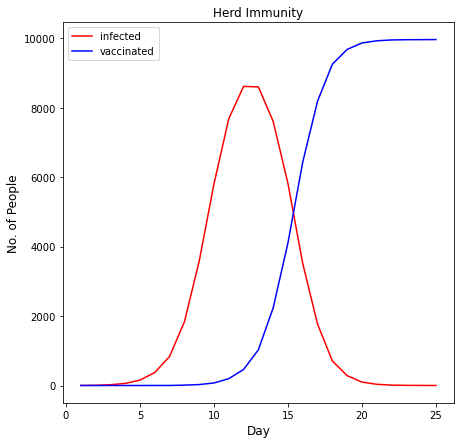 Herd Immunity
infected
vaccinated
No. of People
10000
8000
6000
4000
2000
0
0 5 10 15 20 25
Day